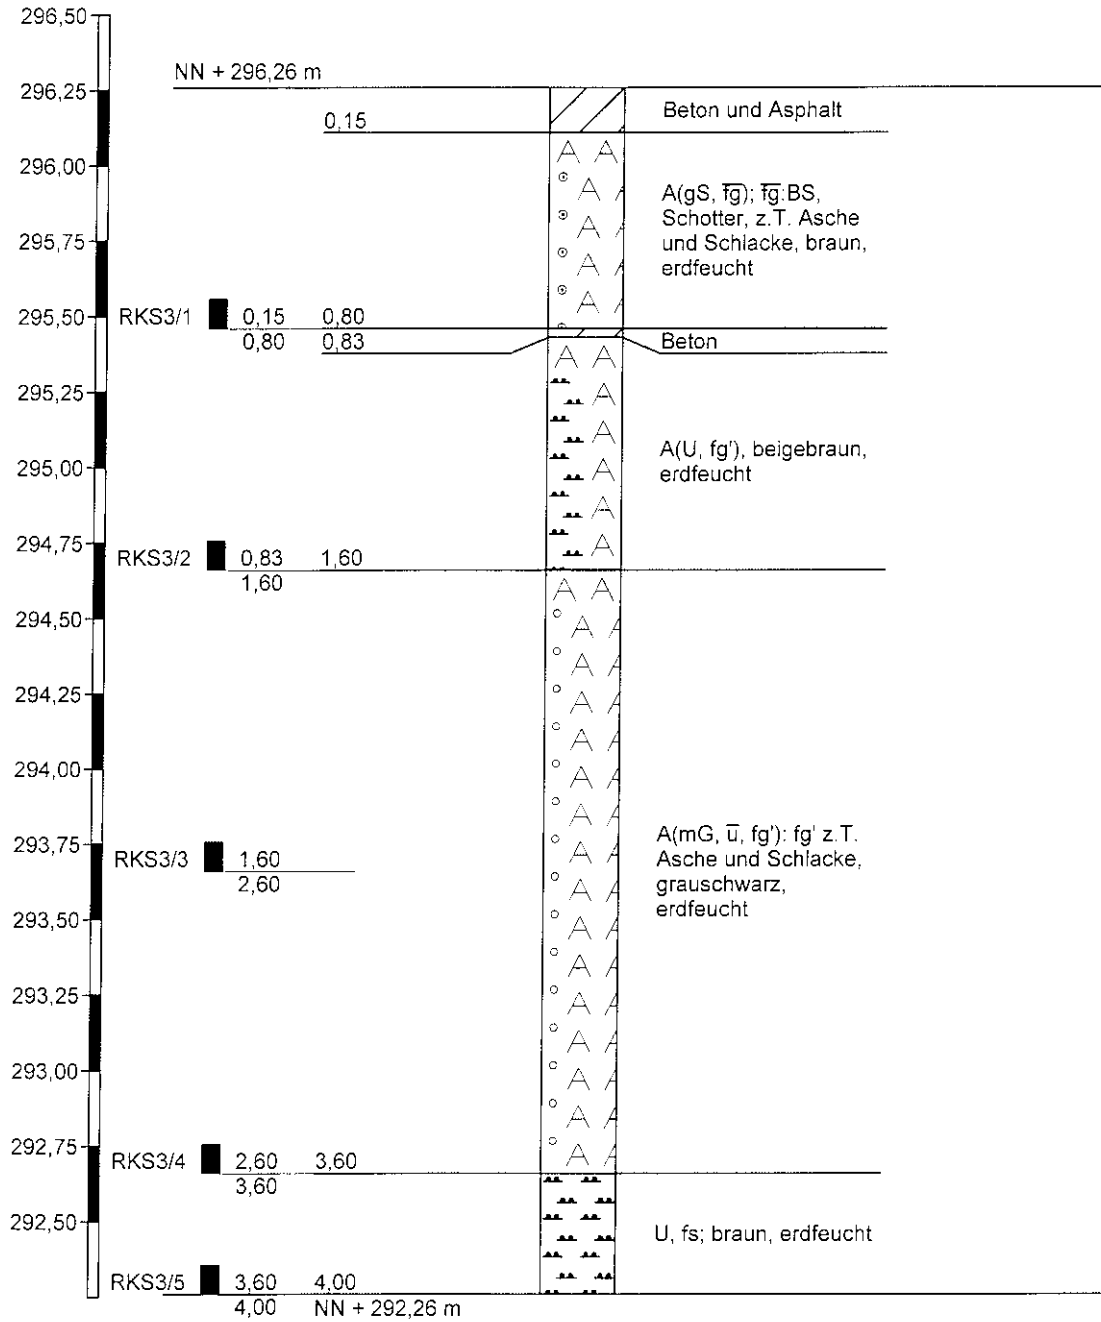 296,50
NN + 296,26 m
296,25
Beton und Asphalt
0,15
296,00
A(gS, f̅g̅); f̅g̅:BS,
Schotter, z.T. Asche
und Schlacke, braun,
erdfeucht
295,75
295,50
RKS3/1 0,15 0,80
0,80 0,83 Beton
295,25
A(U, fg'), beigebraun,
erdfeucht
295,00
294,75
RKS3/2 0,83 1,60
1,60
294,50
294,25
294,00
293,75
A(mG, u̅, fg'): fg' z.T.
Asche und Schlacke,
grauschwarz,
erdfeucht
RKS3/3 1,60
2,60
293,50
293,25
293,00
292,75
RKS3/4 2,60 3,60
3,60
292,50
U, fs; braun, erdfeucht
RKS3/5 3,60 4,00
4,00 NN + 292,26 m